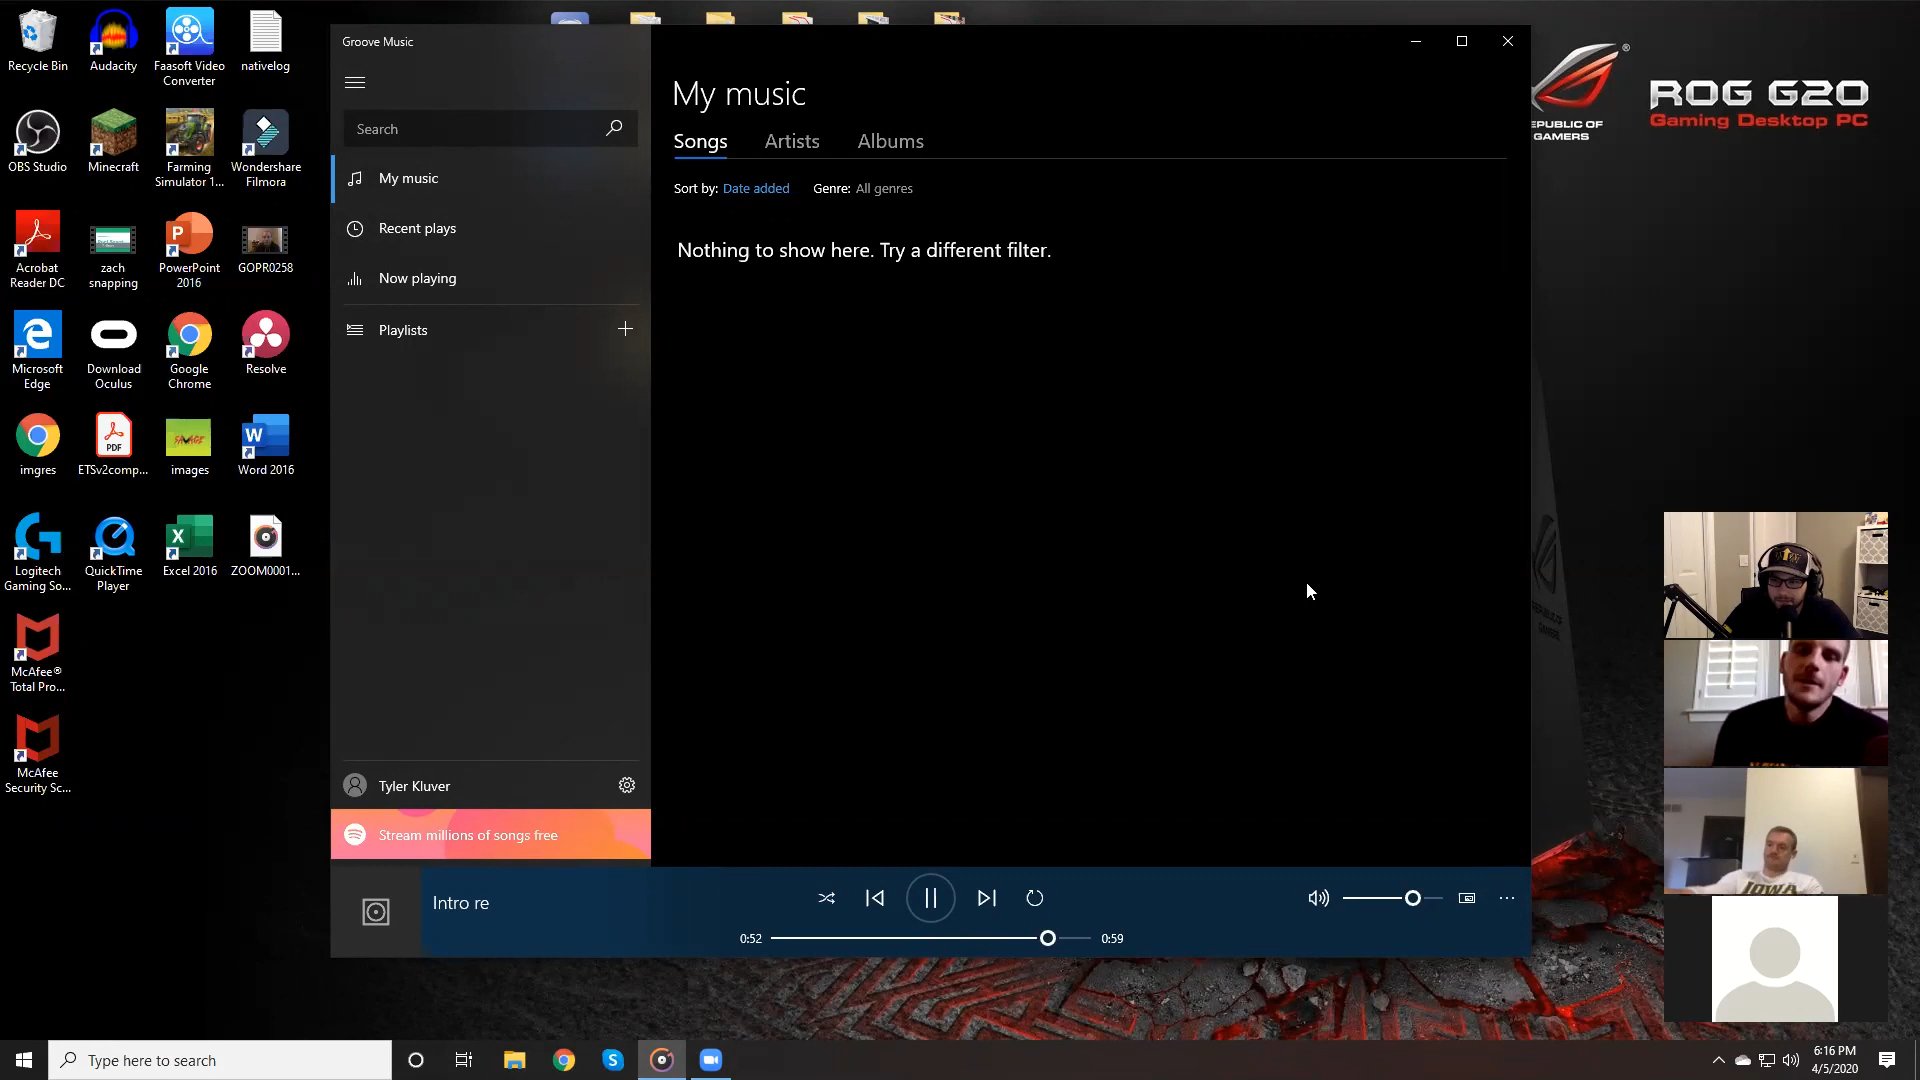 Recycle Bin
Audacity
Faasoft Video
Converter
nativelog
OBS Studio
Minecraft
Farming
Simulator 1...
Wondershare
Filmora
Acrobat
Reader DC
zach
snapping
PowerPoint
2016
GOPR0258
Microsoft
Edge
Download
Oculus
Google
Chrome
Resolve
imgres
PDF
ETSv2comp...
SAVAGE
images
Word 2016
Logitech
Gaming So...
QuickTime
Player
Excel 2016
ZOOM0001...
McAfee®
Total Pro...
McAfee
Security Sc...
Groove Music
Search
My music
Recent plays
Now playing
Playlists
Tyler Kluver
Stream millions of songs free
My music
Songs
Artists
Albums
Sort by: Date added
Genre: All genres
Nothing to show here. Try a different filter.
Intro re
0:52
0:59
EPUBLIC OF
GAMERS
ROG G20
Gaming Desktop PC
IOWA
Type here to search
6:16 PM
4/5/2020